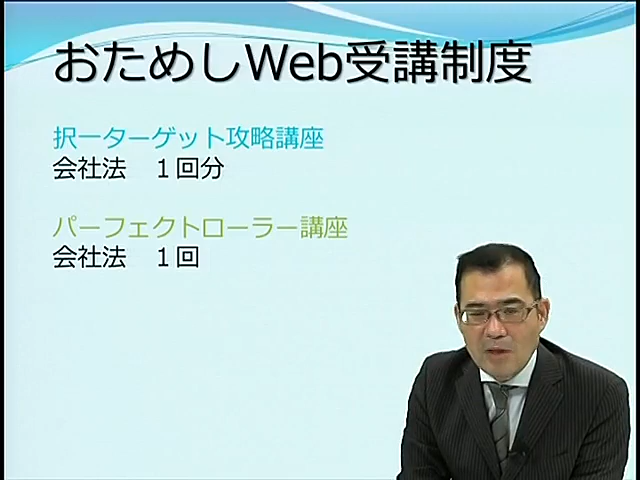 おためしWeb受講制度
択一ターゲット攻略講座
会社法　１回分
パーフェクトローラー講座
会社法　１回